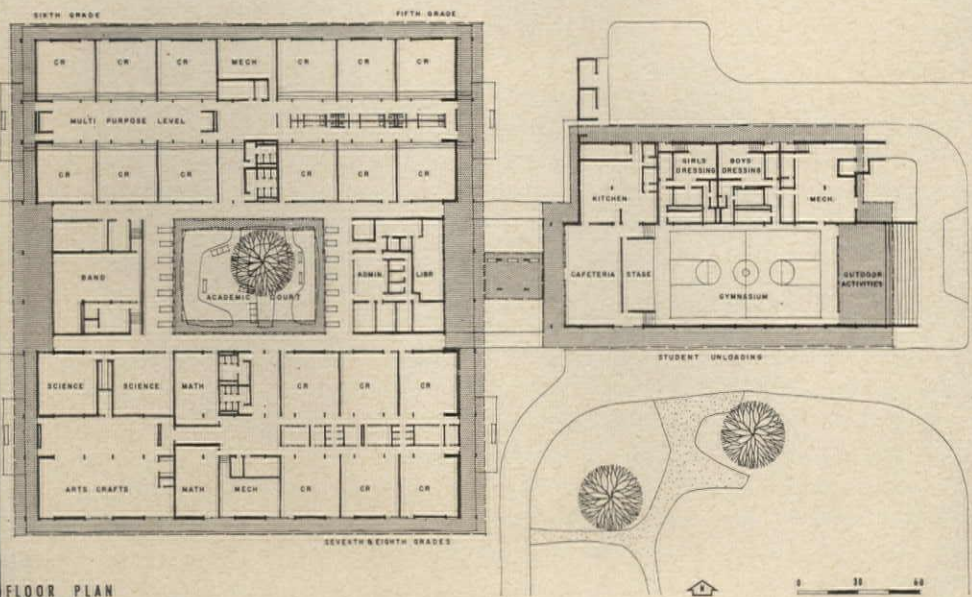 SIXTH GRADE FIFTH GRADE
CR CR CR MECH CR CR CR
MULTI PURPOSE LEVEL
CR CR CR CR CR CR
GIRLS DRESSING
BOYS DRESSING
KITCHEN
MECH.
BAND
ACADEMIC COURT
ADMIN.
LIBR
CAFETERIA
STAGE
GYMNASIUM
OUTDOOR ACTIVITIES
STUDENT UNLOADING
SCIENCE SCIENCE MATH CR CR CR
ARTS CRAFTS MATH MECH CR CR CR
SEVENTH & EIGHTH GRADES
FLOOR PLAN
N
0 30 60